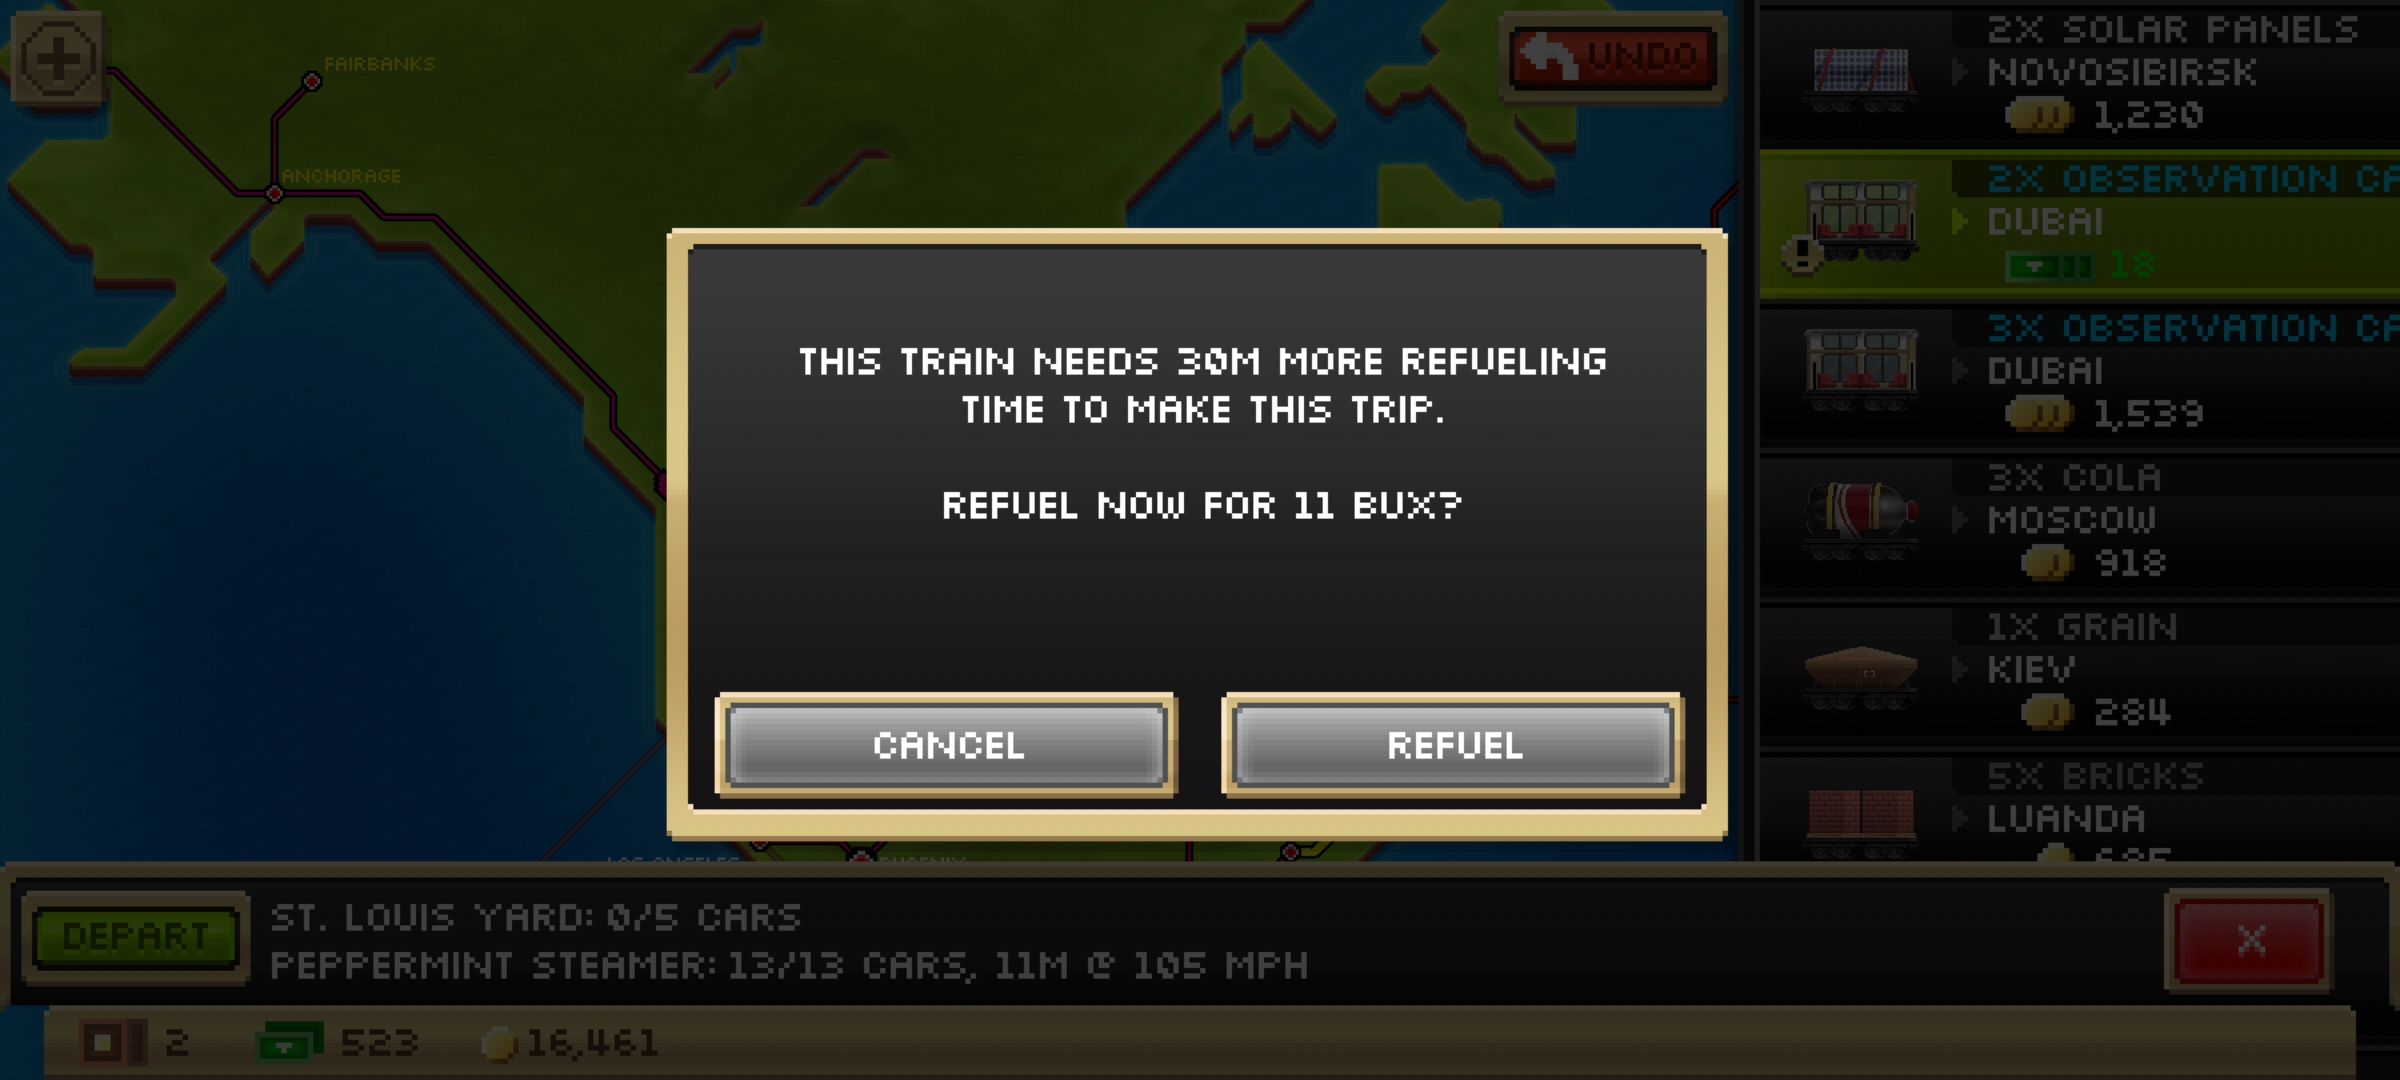 FAIRBANKS
ANCHORAGE
UNDO
2X SOLAR PANELS
NOVOSIBIRSK
1,230
2X OBSERVATION CA
DUBAI
18
3X OBSERVATION CA
DUBAI
1,539
3X COLA
MOSCOW
918
1X GRAIN
KIEV
284
5X BRICKS
LUANDA
THIS TRAIN NEEDS 30M MORE REFUELING
TIME TO MAKE THIS TRIP.
REFUEL NOW FOR 11 BUX?
CANCEL
REFUEL
LOS ANGELES
PHOENIX
DEPART
ST. LOUIS YARD: 0/5 CARS
PEPPERMINT STEAMER: 13/13 CARS, 11M @ 105 MPH
X
2
523
16,461